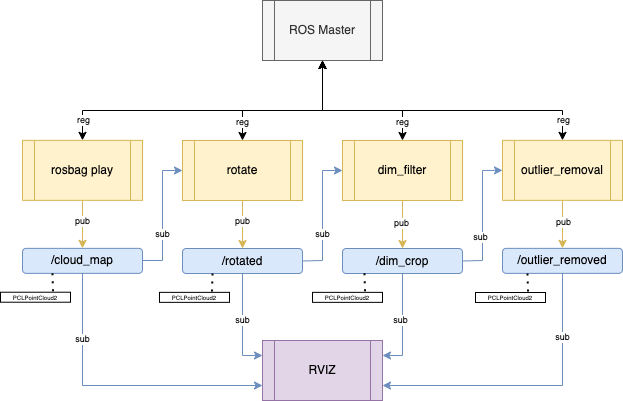 ROS Master
reg
reg
reg
reg
rosbag play
rotate
dim_filter
outlier_removal
pub
pub
pub
pub
sub
sub
sub
/cloud_map
/rotated
/dim_crop
/outlier_removed
PCLPointCloud2
PCLPointCloud2
PCLPointCloud2
PCLPointCloud2
sub
sub
sub
sub
RVIZ